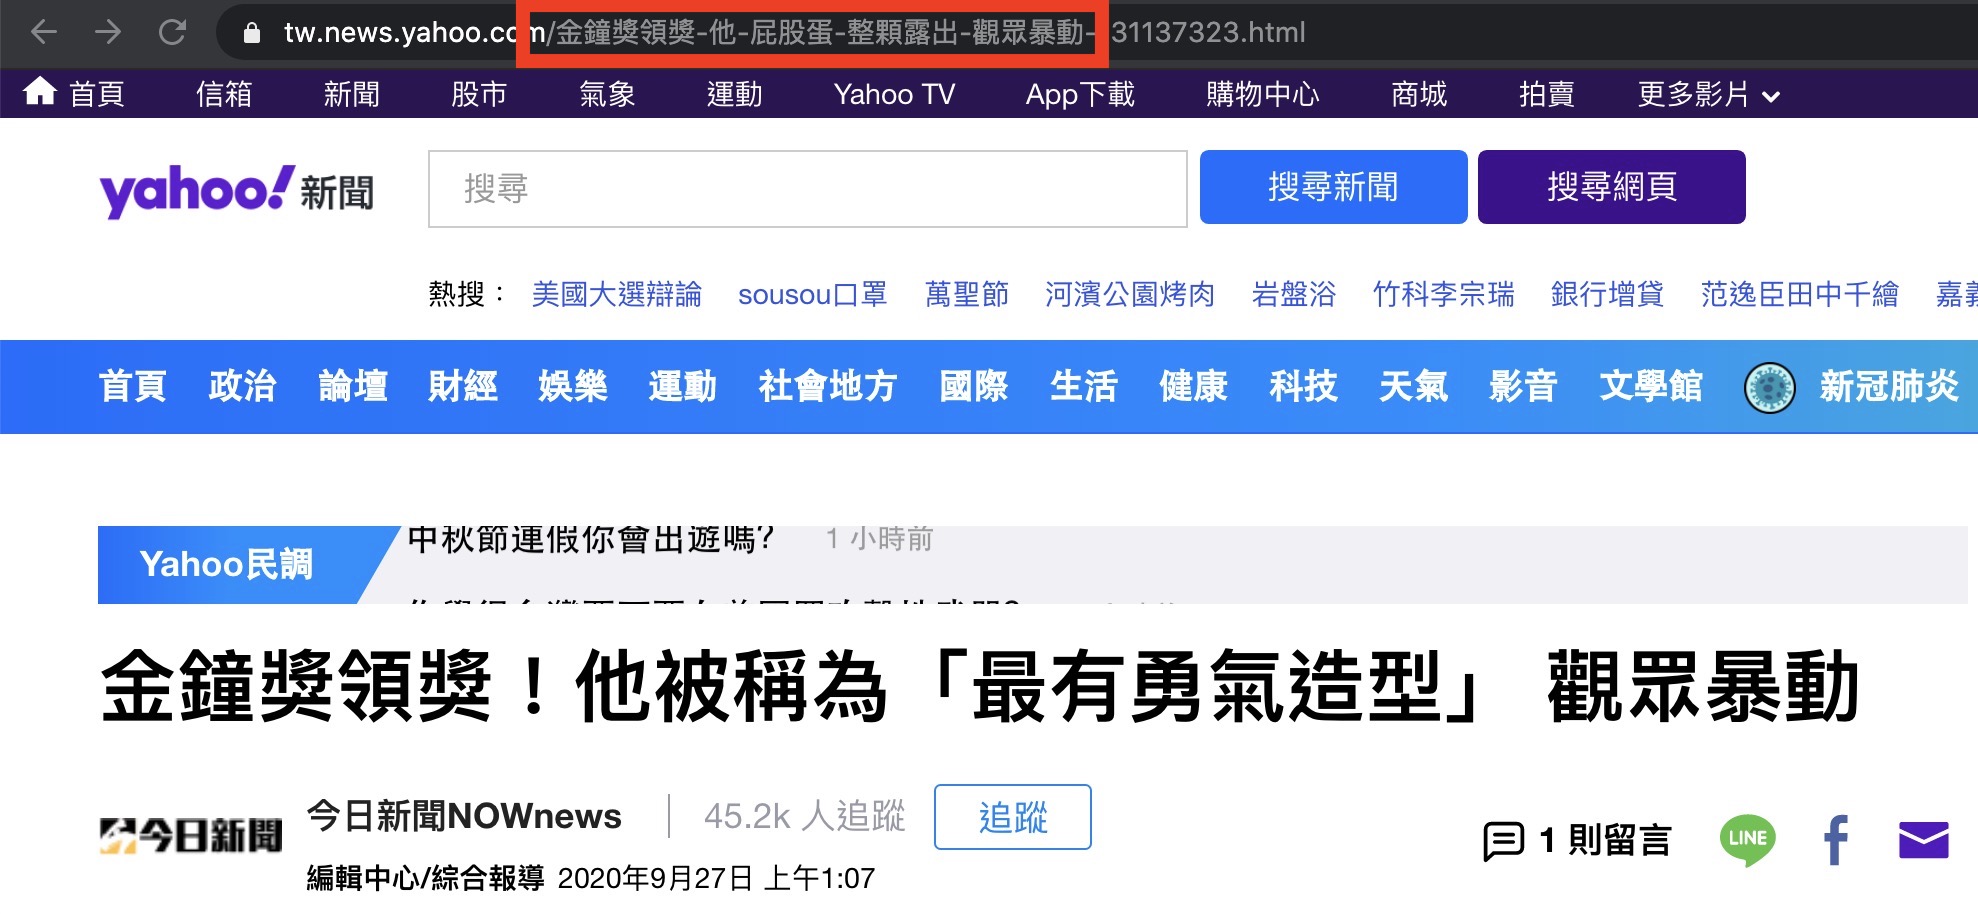 tw.news.yahoo.com/金鐘獎領獎-他-屁股蛋-整顆露出-觀眾暴動-31137323.html
首頁 信箱 新聞 股市 氣象 運動 Yahoo TV App下載 購物中心 商城 拍賣 更多影片
yahoo!新聞 搜尋 搜尋新聞 搜尋網頁
熱搜： 美國大選辯論 sousou口罩 萬聖節 河濱公園烤肉 岩盤浴 竹科李宗瑞 銀行增貸 范逸臣田中千繪 嘉義
首頁 政治 論壇 財經 娛樂 運動 社會地方 國際 生活 健康 科技 天氣 影音 文學館 新冠肺炎
Yahoo民調 中秋節連假你會出遊嗎? 1 小時前
金鐘獎領獎！他被稱為「最有勇氣造型」 觀眾暴動
今日新聞 今日新聞NOWnews 45.2k 人追蹤 追蹤
1 則留言 LINE
編輯中心/綜合報導 2020年9月27日 上午1:07